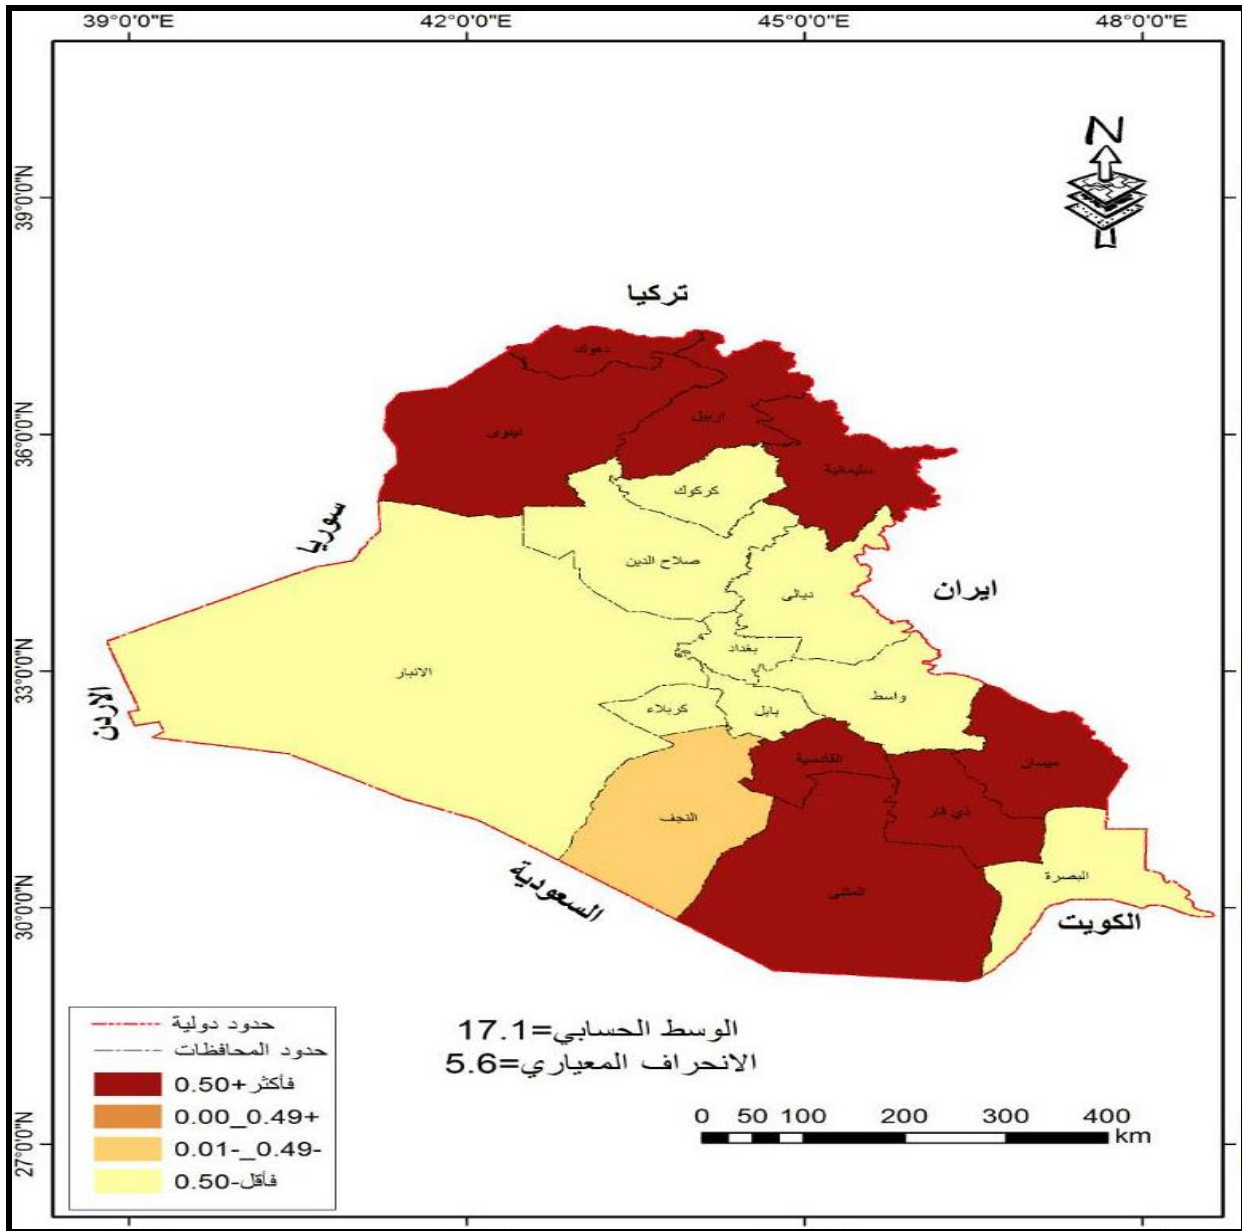 39°0'0"E 42°0'0"E 45°0'0"E 48°0'0"E
N
39°0'0"N
تركيا
دهوك
اربيل
نينوى
36°0'0"N
سليمانية
كركوك
سوريا
صلاح الدين
ايران
ديالى
بغداد
33°0'0"N
الانبار
واسط
كربلاء
بابل
الاردن
القادسية
ميسان
النجف
ذي قار
البصرة
المثنى
السعودية
30°0'0"N
الكويت
حدود دولية
حدود المحافظات
فأكثر+0.50
0.00_0.49+
0.01-_0.49-
فأقل-0.50
الوسط الحسابي=17.1
الانحراف المعياري=5.6
0 50 100 200 300 400
km
27°0'0"N